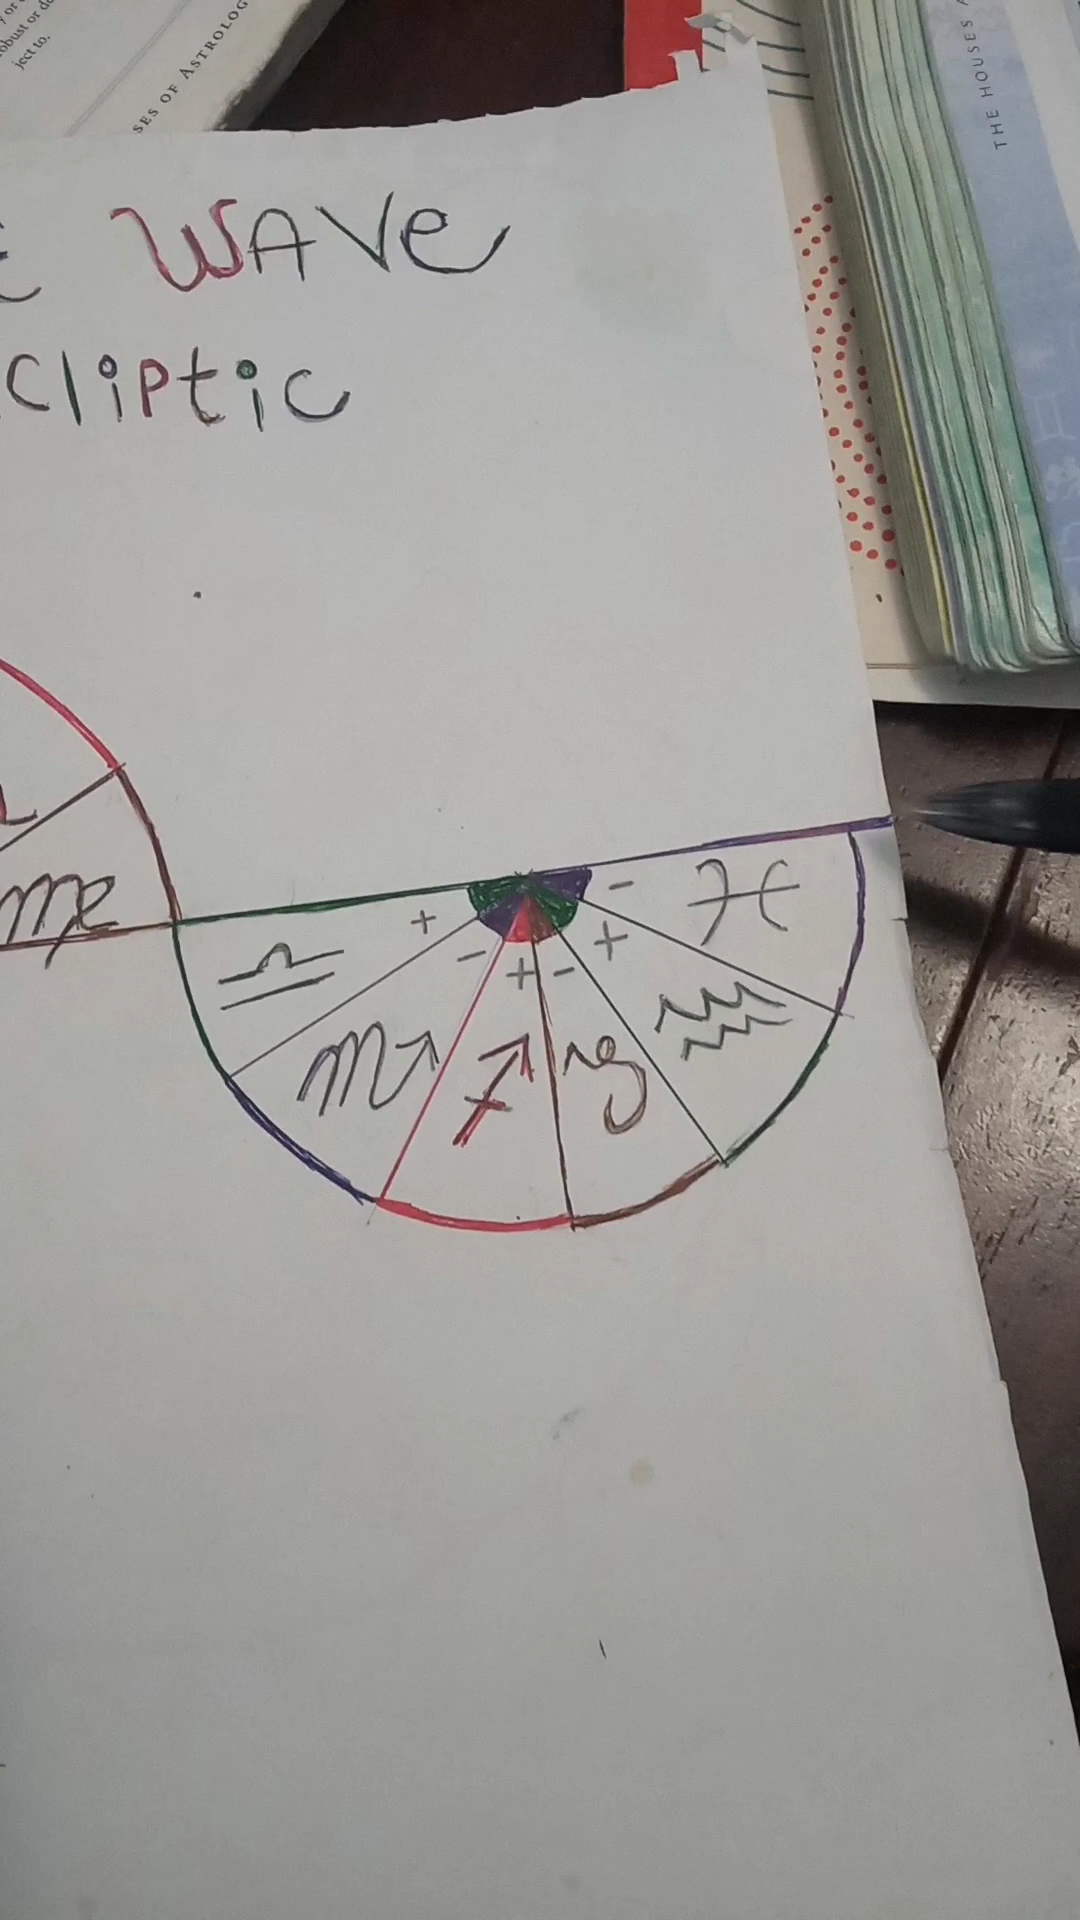 WAVe
cliptic
♍
+ - + - + -
♎ ♏ ♐ ♑ ♒ ♓
SES OF ASTROLOG
ject to.
THE HOUSES